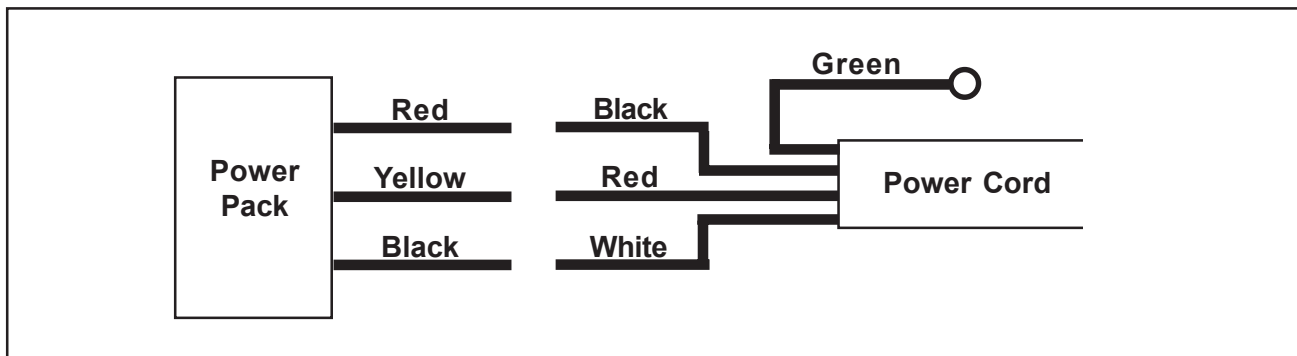 Green
Red
Black
Power
Pack
Yellow
Red
Power Cord
Black
White